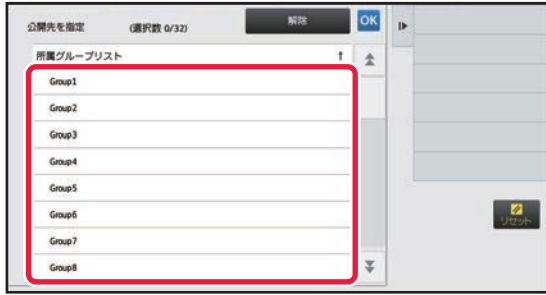 公開先を指定 (選択数 0/32) 解除 OK
所属グループリスト ↑
Group1
Group2
Group3
Group4
Group5
Group6
Group7
Group8
リセット